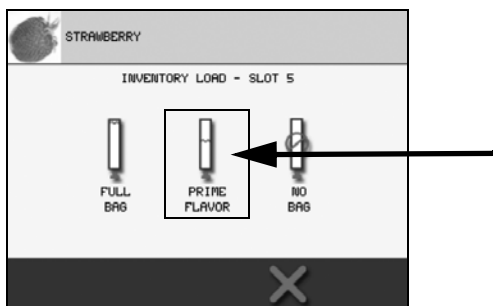 STRAWBERRY
INVENTORY LOAD - SLOT 5
FULL
BAG
PRIME
FLAVOR
NO
BAG